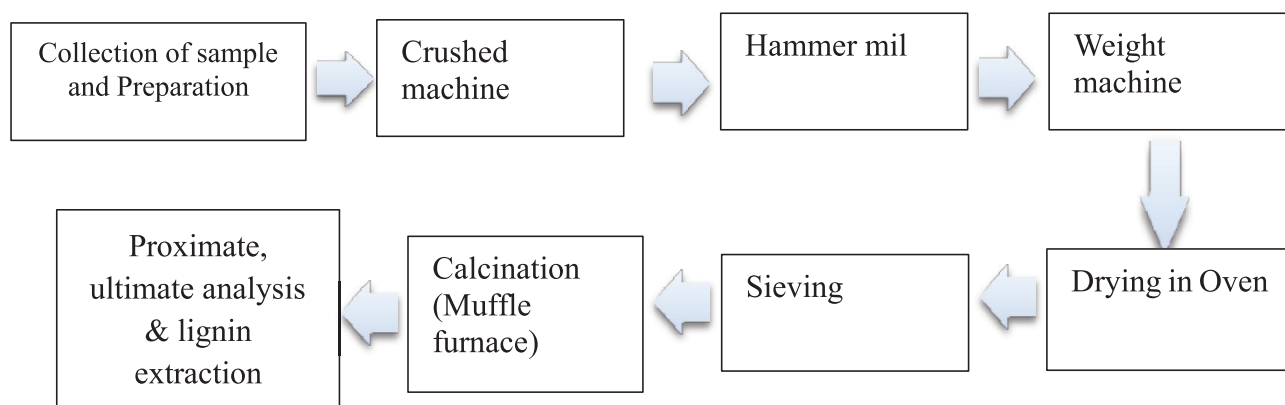 Collection of sample
and Preparation
Crushed
machine
Hammer mil
Weight
machine
Drying in Oven
Sieving
Calcination
(Muffle
furnace)
Proximate,
ultimate analysis
& lignin
extraction